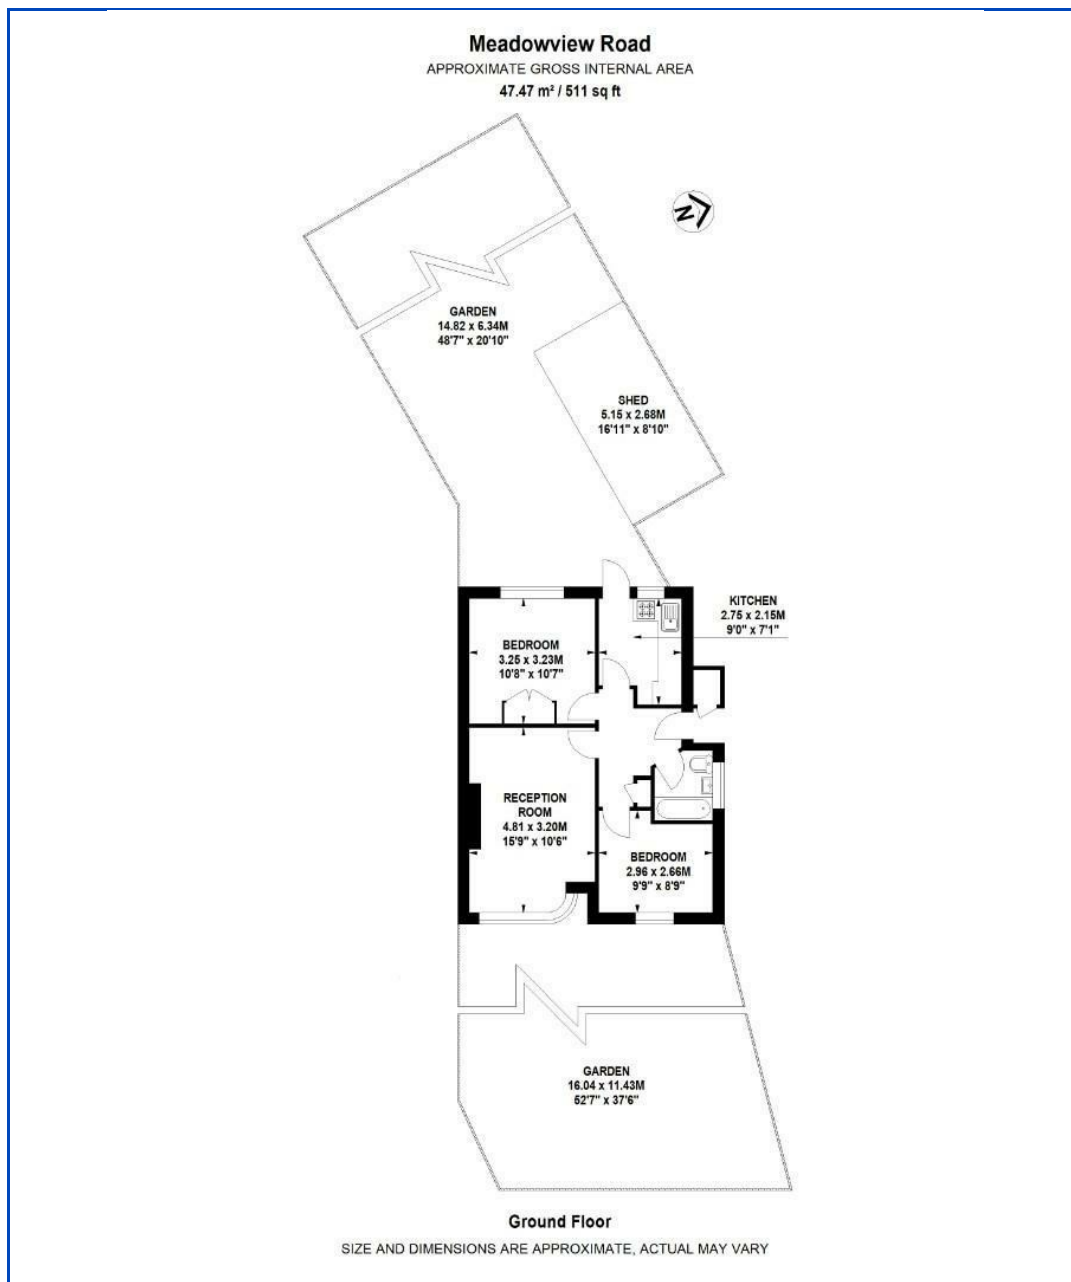 Meadowview Road
APPROXIMATE GROSS INTERNAL AREA
47.47 m² / 511 sq ft
N
GARDEN
14.82 x 6.34M
48'7" x 20'10"
SHED
5.15 x 2.68M
16'11" x 8'10"
KITCHEN
2.75 x 2.15M
9'0" x 7'1"
BEDROOM
3.25 x 3.23M
10'8" x 10'7"
RECEPTION
ROOM
4.81 x 3.20M
15'9" x 10'6"
BEDROOM
2.96 x 2.66M
9'9" x 8'9"
GARDEN
16.04 x 11.43M
52'7" x 37'6"
Ground Floor
SIZE AND DIMENSIONS ARE APPROXIMATE, ACTUAL MAY VARY